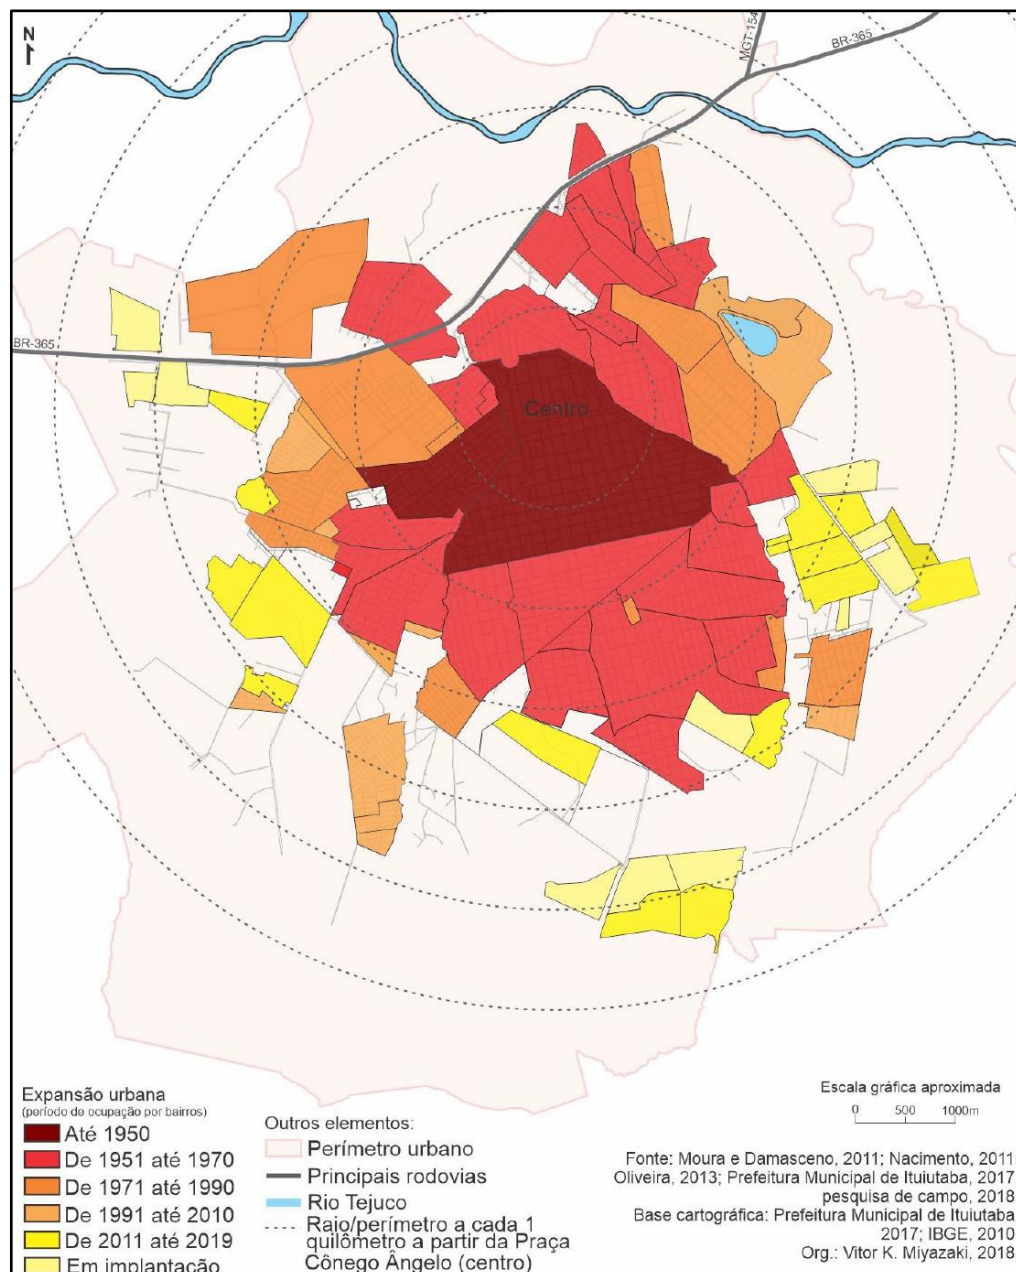 N
MGT-154
BR-365
BR-365
Centro
Expansão urbana
(período de ocupação por bairros)
Até 1950
De 1951 até 1970
De 1971 até 1990
De 1991 até 2010
De 2011 até 2019
Em implantação
Outros elementos:
Perímetro urbano
Principais rodovias
Rio Tejuco
Raio/perímetro a cada 1
quilômetro a partir da Praça
Cônego Ângelo (centro)
Escala gráfica aproximada
0 500 1000m
Fonte: Moura e Damasceno, 2011; Nacimento, 2011
Oliveira, 2013; Prefeitura Municipal de Ituiutaba, 2017
pesquisa de campo, 2018
Base cartográfica: Prefeitura Municipal de Ituiutaba
2017; IBGE, 2010
Org.: Vitor K. Miyazaki, 2018